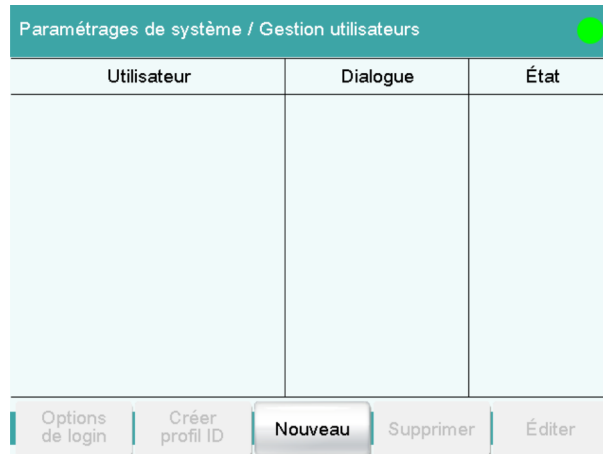 Paramétrages de système / Gestion utilisateurs
Utilisateur Dialogue État
Options de login Créer profil ID Nouveau Supprimer Éditer